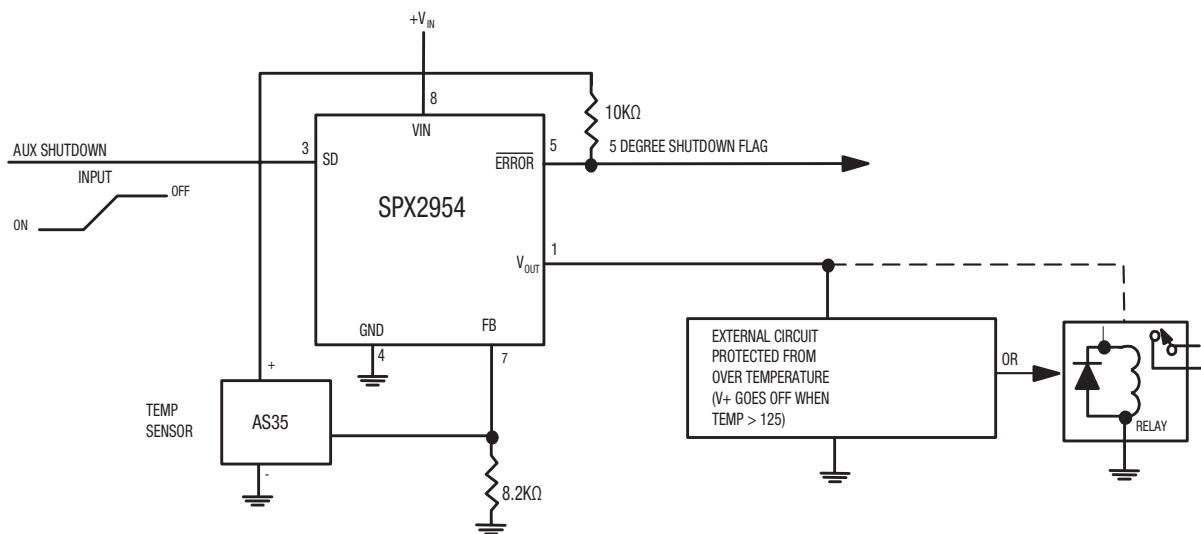 +VIN
8
10KΩ
VIN
AUX SHUTDOWN
3
SD
5
ERROR
5 DEGREE SHUTDOWN FLAG
INPUT
OFF
ON
SPX2954
1
VOUT
GND
FB
4
7
EXTERNAL CIRCUIT
PROTECTED FROM
OVER TEMPERATURE
(V+ GOES OFF WHEN
TEMP > 125)
OR
RELAY
+
TEMP
SENSOR
AS35
-
8.2KΩ